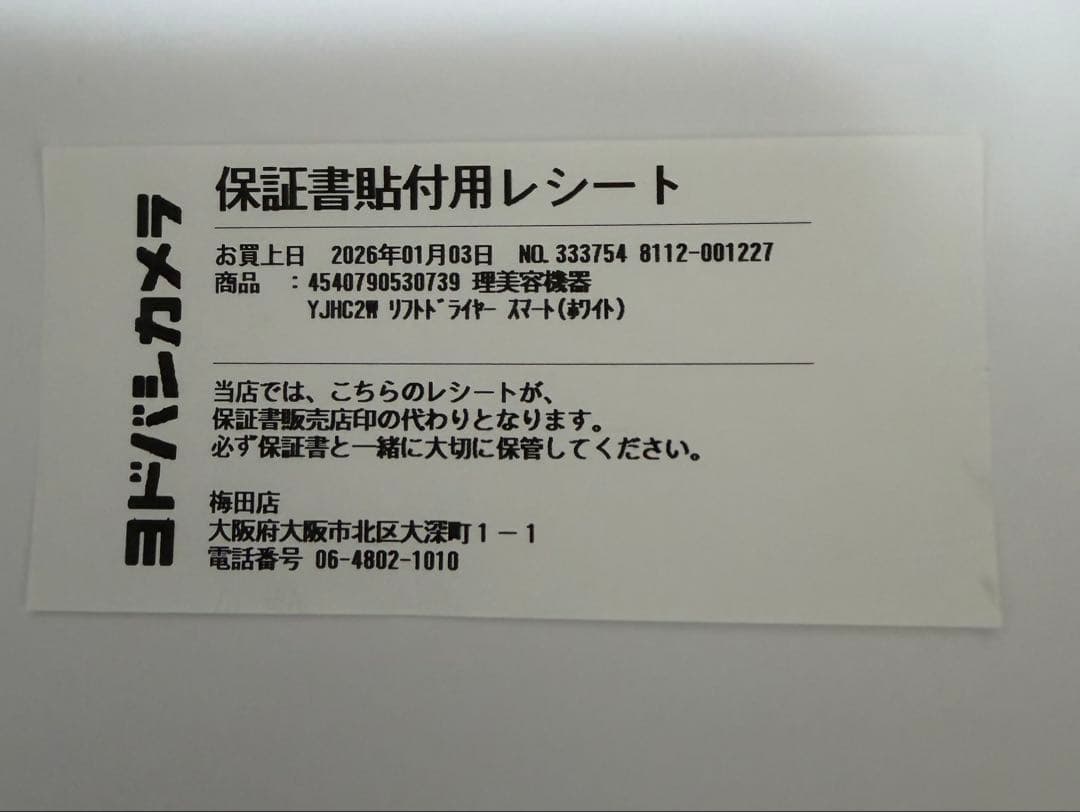 ヨドバシカメラ
保証書貼付用レシート
お買上日 2026年01月03日 NO.333754 8112-001227
商品 ：4540790530739 理美容機器
YJHC2W ﾘﾌﾄﾄﾞﾗｲﾔｰ ｽﾏｰﾄ(ﾎﾜｲﾄ)
当店では、こちらのレシートが、
保証書販売店印の代わりとなります。
必ず保証書と一緒に大切に保管してください。
梅田店
大阪府大阪市北区大深町１－１
電話番号 06-4802-1010